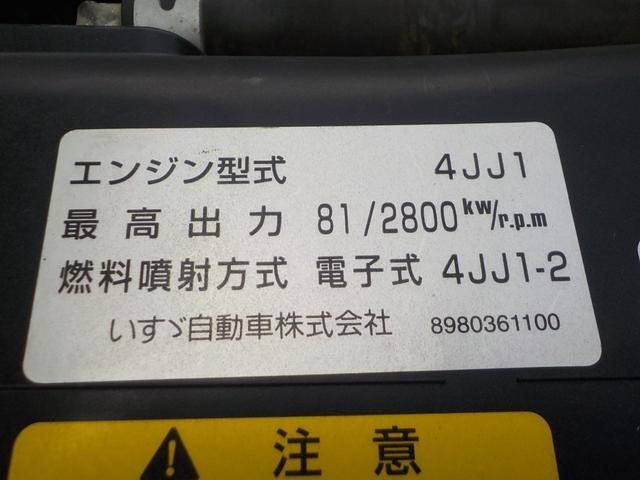 エンジン型式 4JJ1
最高出力 81/2800kw/r.p.m
燃料噴射方式 電子式 4JJ1-2
いすゞ自動車株式会社 8980361100
注意